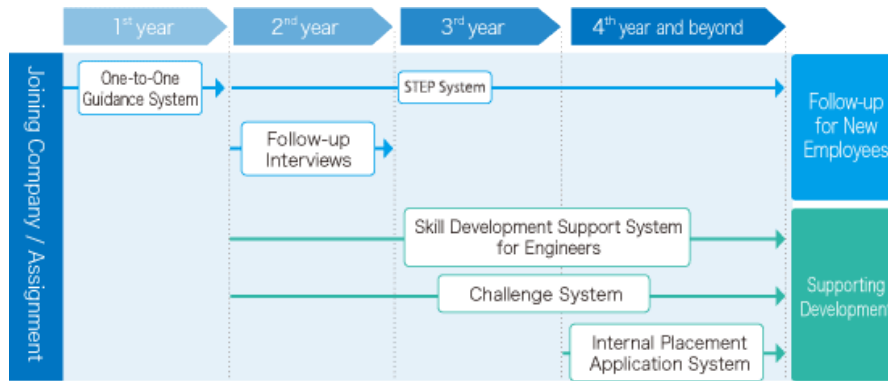 1st year
2nd year
3rd year
4th year and beyond
Joining Company / Assignment
One-to-One
Guidance System
STEP System
Follow-up
Interviews
Follow-up
for New
Employees
Skill Development Support System
for Engineers
Challenge System
Internal Placement
Application System
Supporting
Development